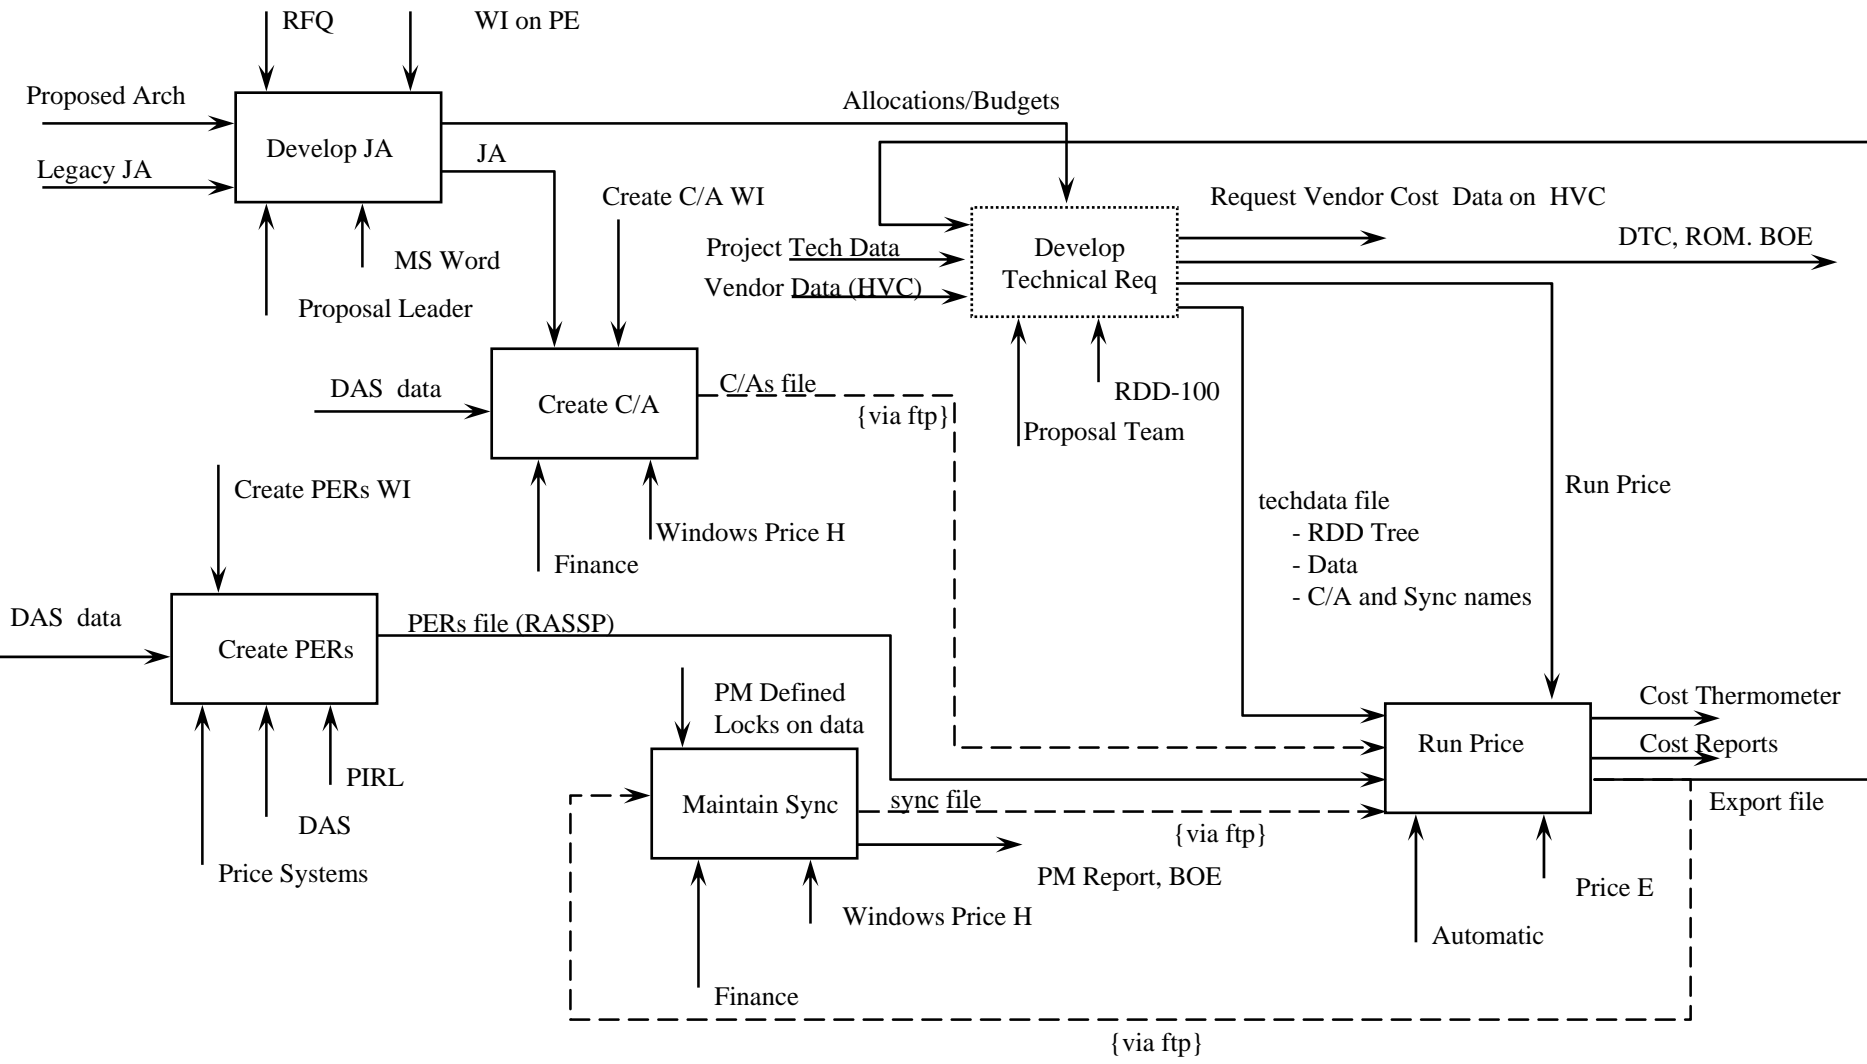 RFQ
WI on PE
Proposed Arch
Allocations/Budgets
Develop JA
JA
Legacy JA
Create C/A WI
Request Vendor Cost Data on HVC
DTC, ROM. BOE
Project Tech Data
Develop
Technical Req
MS Word
Vendor Data (HVC)
Proposal Leader
DAS data
C/As file
{via ftp}
Create C/A
RDD-100
Proposal Team
Create PERs WI
Run Price
techdata file
- RDD Tree
- Data
- C/A and Sync names
Windows Price H
Finance
DAS data
PERs file (RASSP)
Create PERs
PM Defined
Locks on data
Cost Thermometer
Run Price
Cost Reports
PIRL
Maintain Sync
sync file
Export file
DAS
{via ftp}
Price Systems
PM Report, BOE
Price E
Windows Price H
Automatic
Finance
{via ftp}